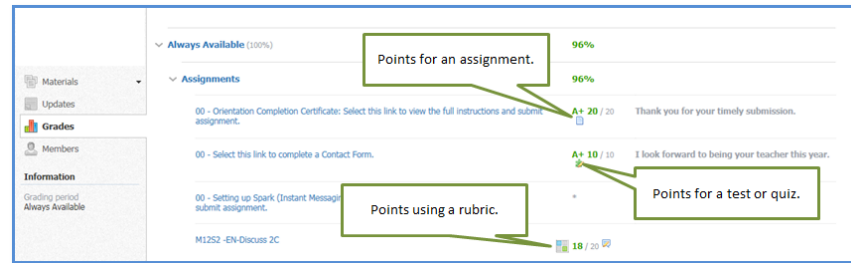 Always Available (100%) 96%
Points for an assignment.
Materials
Assignments 96%
Updates
00 - Orientation Completion Certificate: Select this link to view the full instructions and submit A+ 20 / 20 Thank you for your timely submission.
assignment.
Grades
Members
00 - Select this link to complete a Contact Form. A+ 10 / 10 I look forward to being your teacher this year.
Information
Grading period
Always Available
Points for a test or quiz.
00 - Setting up Spark (Instant *
submit assignment.
Points using a rubric.
M12S2 -EN-Discuss 2C 18 / 20